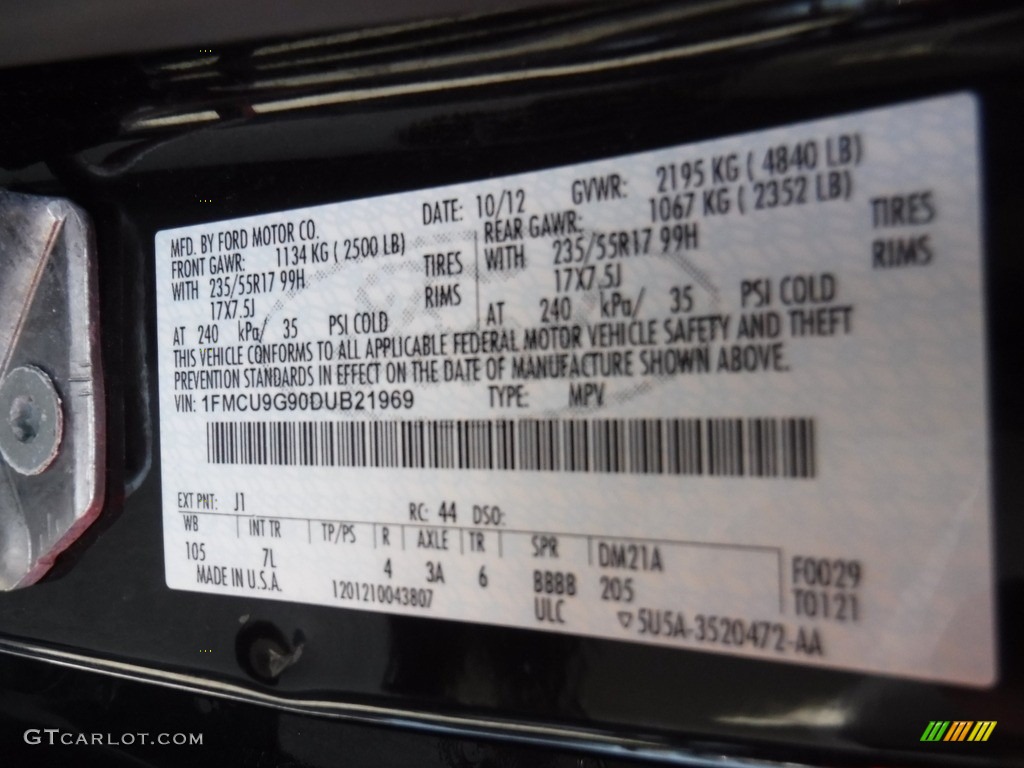 MFD. BY FORD MOTOR CO. DATE: 10/12 GVWR: 2195 KG ( 4840 LB)
FRONT GAWR: 1134 KG ( 2500 LB) REAR GAWR: 1067 KG ( 2352 LB)
WITH 235/55R17 99H TIRES WITH 235/55R17 99H TIRES
17X7.5J RIMS 17X7.5J RIMS
AT 240 kPa/ 35 PSI COLD AT 240 kPa/ 35 PSI COLD
THIS VEHICLE CONFORMS TO ALL APPLICABLE FEDERAL MOTOR VEHICLE SAFETY AND THEFT
PREVENTION STANDARDS IN EFFECT ON THE DATE OF MANUFACTURE SHOWN ABOVE.
VIN: 1FMCU9G90DUB21969 TYPE: MPV
EXT PNT: J1 RC: 44 DSO:
WB INT TR TP/PS R AXLE TR SPR DM21A F0029
105 7L 4 3A 6 BBBB 205 T0121
MADE IN U.S.A. 1201210043807 ULC ▽5U5A-3520472-AA
GTCARLOT.COM